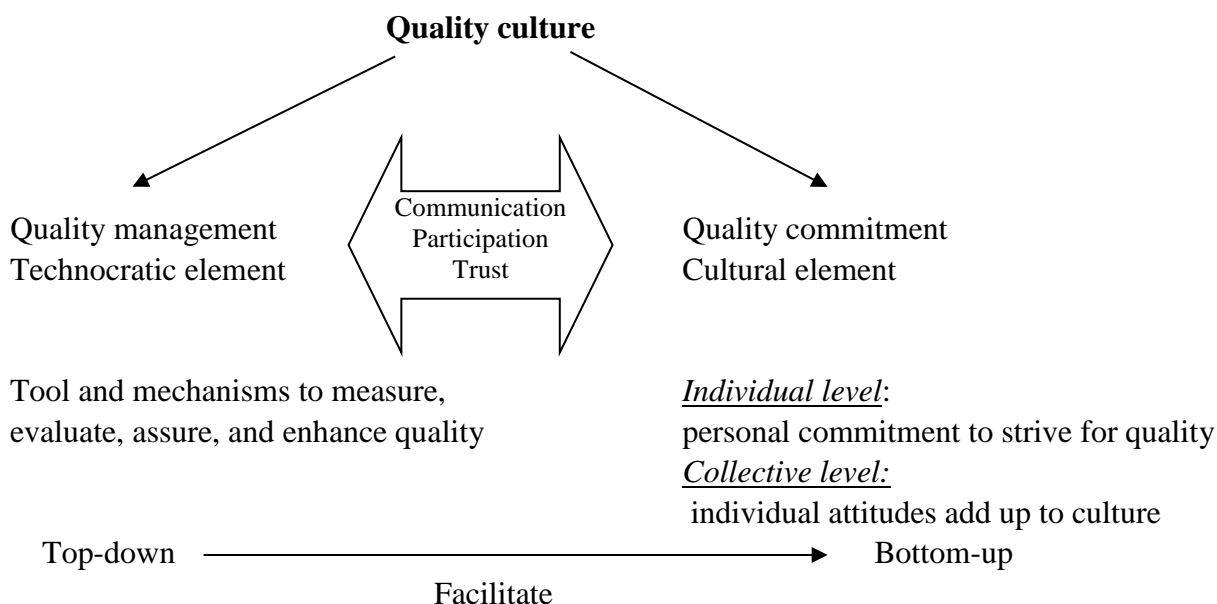 Quality culture
Communication
Participation
Trust
Quality management
Technocratic element
Quality commitment
Cultural element
Tool and mechanisms to measure,
evaluate, assure, and enhance quality
Individual level:
personal commitment to strive for quality
Collective level:
individual attitudes add up to culture
Top-down
Bottom-up
Facilitate